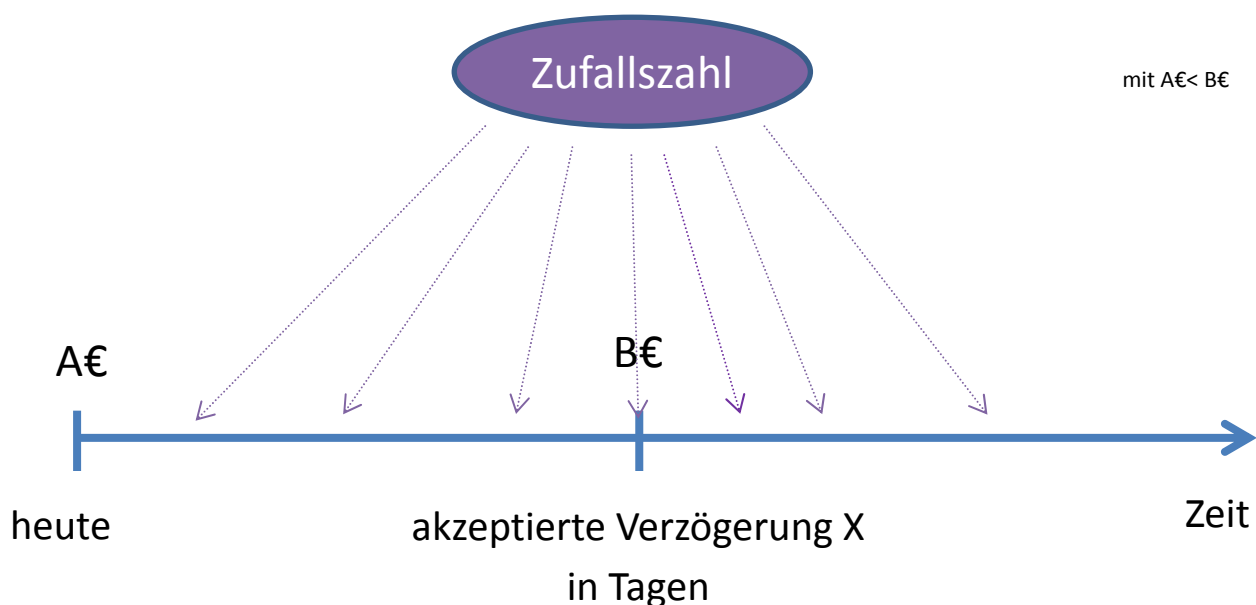 Zufallszahl
mit A€< B€
A€
B€
heute
akzeptierte Verzögerung X
in Tagen
Zeit